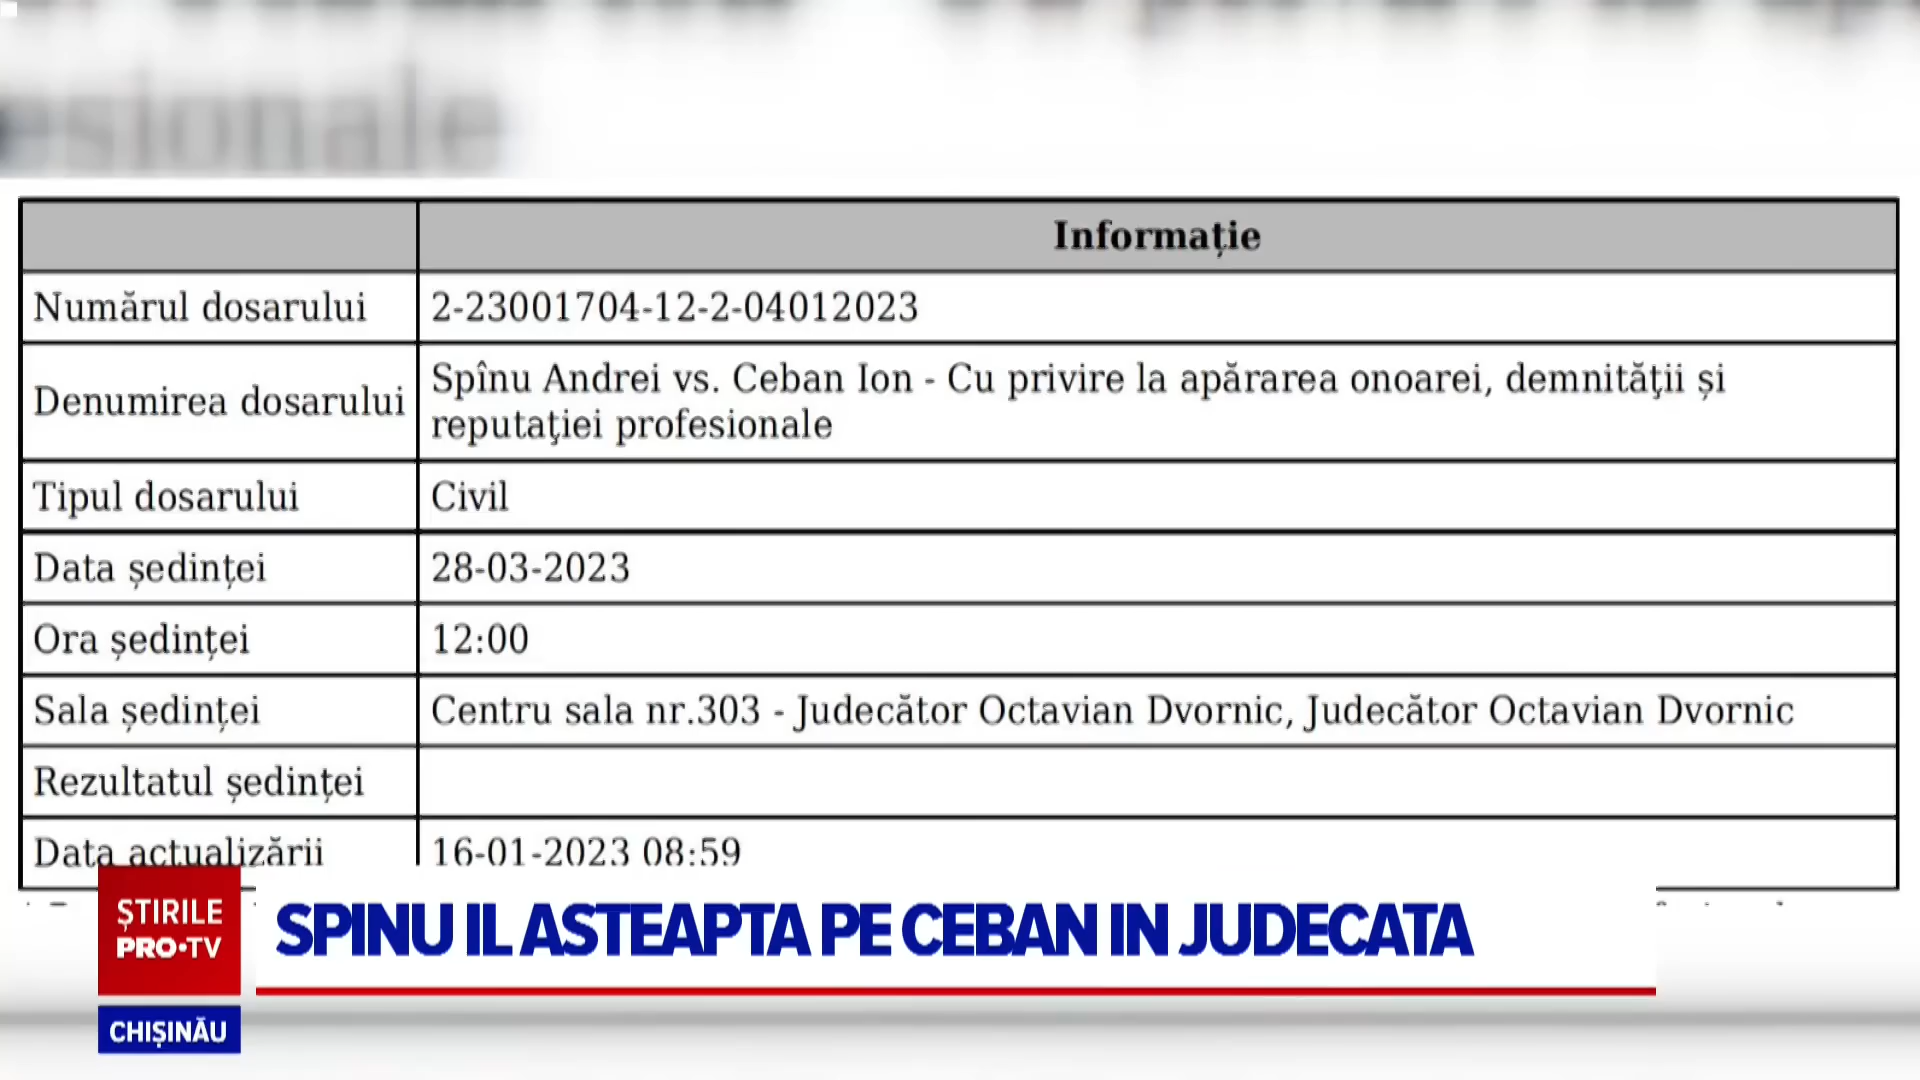 esionale
Informație
Numărul dosarului 2-23001704-12-2-04012023
Denumirea dosarului Spînu Andrei vs. Ceban Ion - Cu privire la apărarea onoarei, demnităţii și
reputaţiei profesionale
Tipul dosarului Civil
Data ședinței 28-03-2023
Ora ședinței 12:00
Sala ședinței Centru sala nr.303 - Judecător Octavian Dvornic, Judecător Octavian Dvornic
Rezultatul ședinței
Data actualizării 16-01-2023 08:59
ȘTIRILE
PRO•TV
SPINU IL ASTEAPTA PE CEBAN IN JUDECATA
CHIȘINĂU